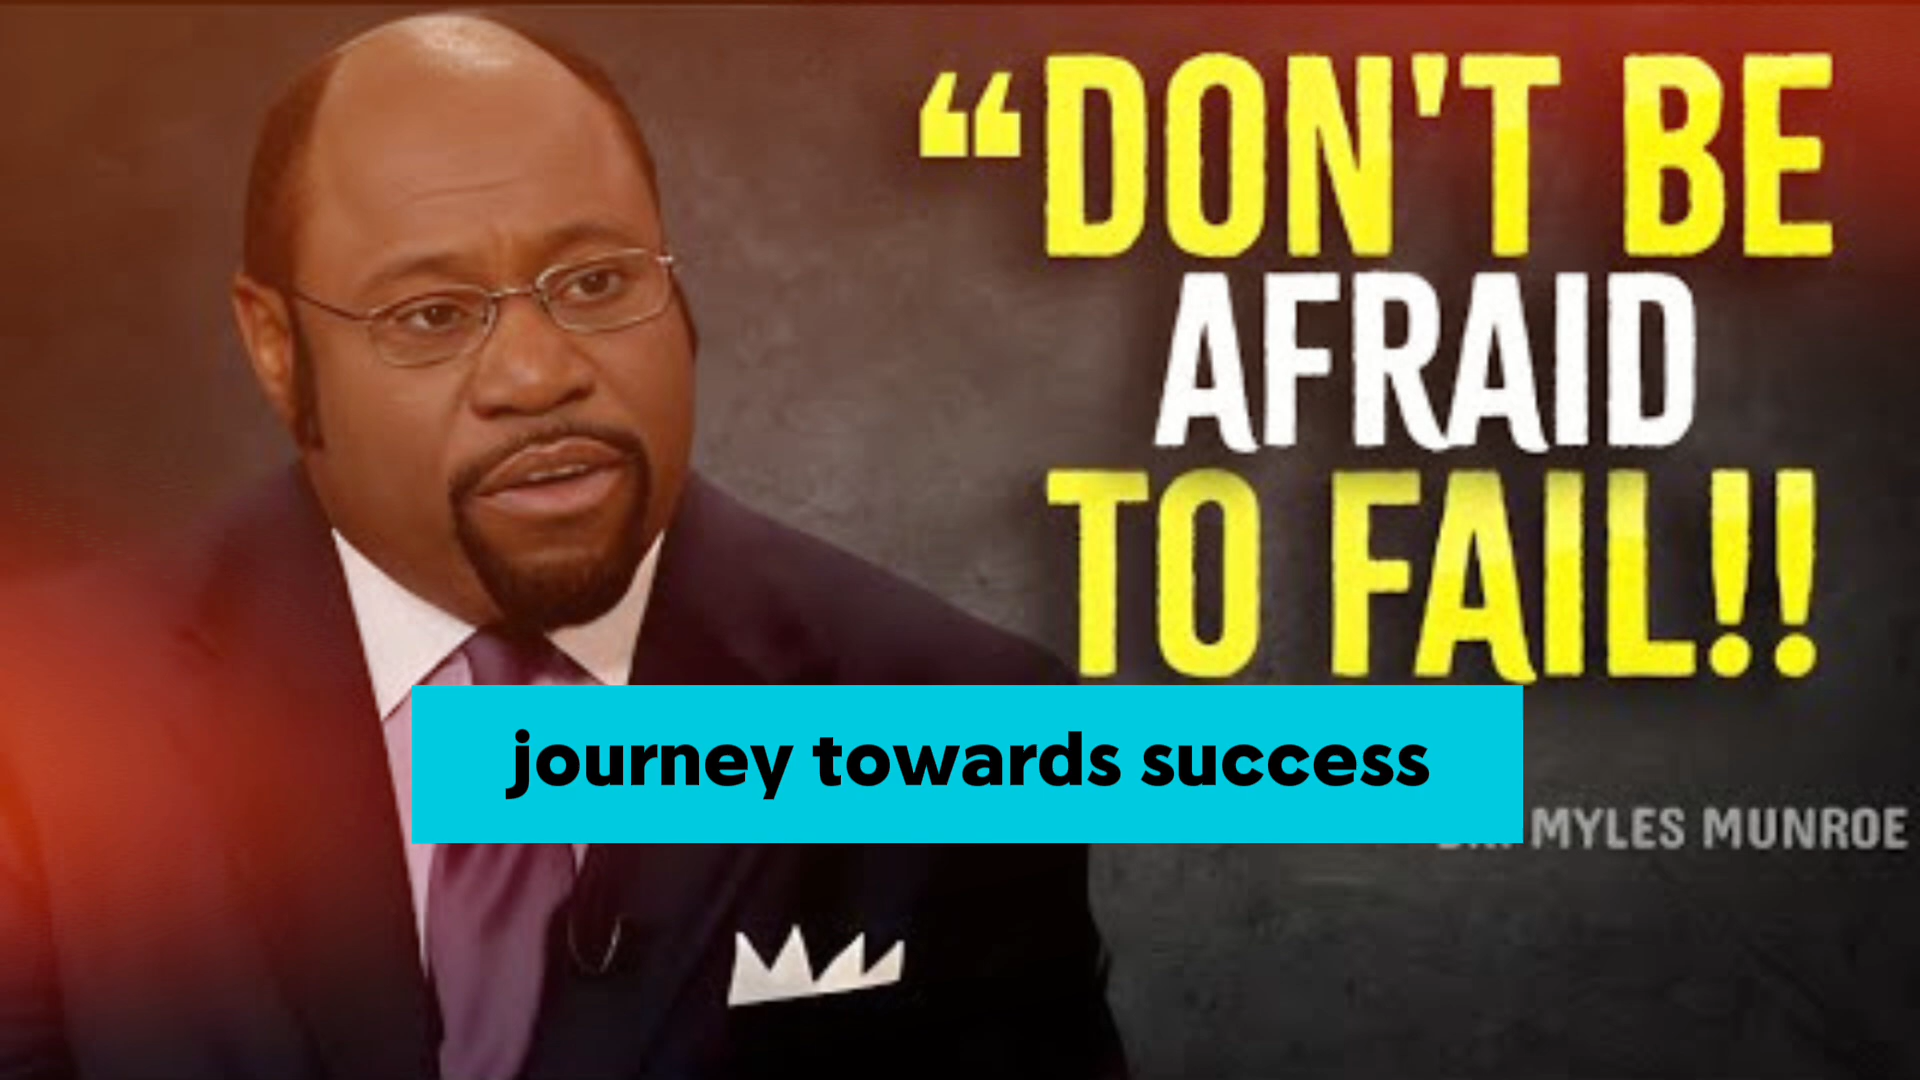 “DON'T BE
AFRAID
TO FAIL!!
journey towards success
MYLES MUNROE